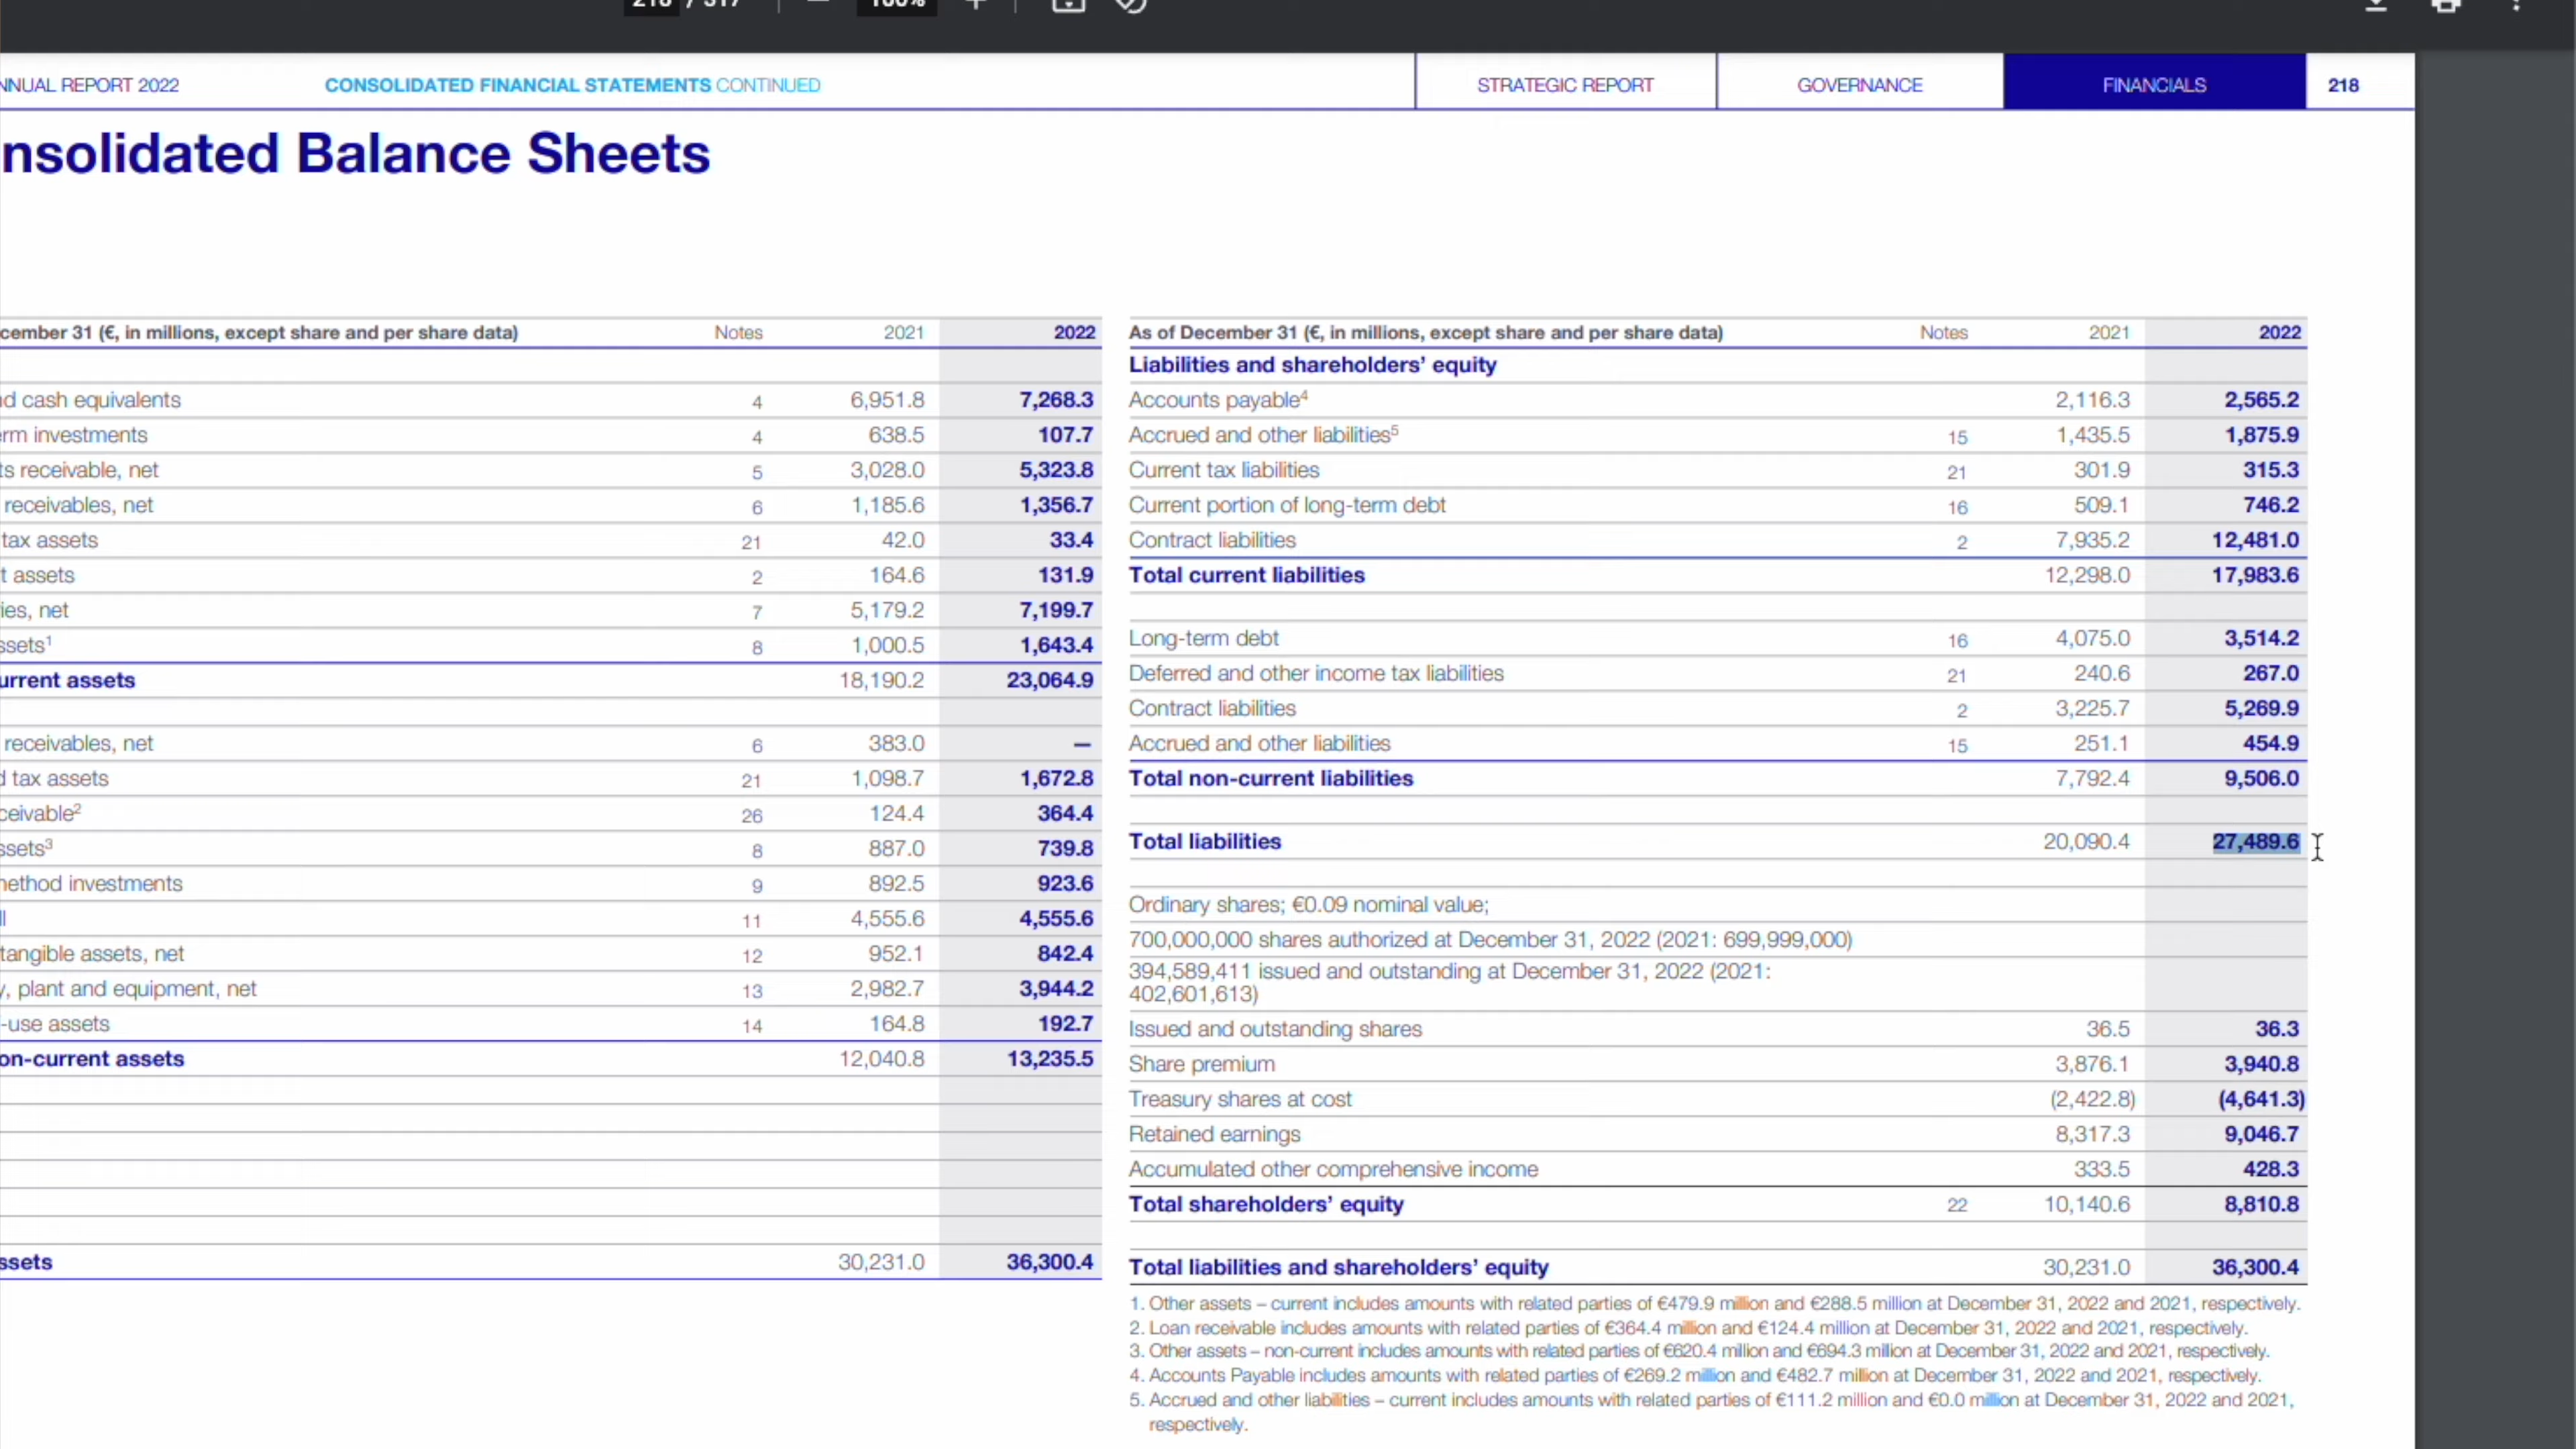 218 / 317 100%
NNUAL REPORT 2022 CONSOLIDATED FINANCIAL STATEMENTS CONTINUED STRATEGIC REPORT GOVERNANCE FINANCIALS 218
nsolidated Balance Sheets
cember 31 (€, in millions, except share and per share data) Notes 2021 2022
d cash equivalents 4 6,951.8 7,268.3
erm investments 4 638.5 107.7
ts receivable, net 5 3,028.0 5,323.8
receivables, net 6 1,185.6 1,356.7
tax assets 21 42.0 33.4
t assets 2 164.6 131.9
ies, net 7 5,179.2 7,199.7
ssets1 8 1,000.5 1,643.4
urrent assets 18,190.2 23,064.9
receivables, net 6 383.0 –
d tax assets 21 1,098.7 1,672.8
ceivable2 26 124.4 364.4
ssets3 8 887.0 739.8
nethod investments 9 892.5 923.6
ll 11 4,555.6 4,555.6
tangible assets, net 12 952.1 842.4
y, plant and equipment, net 13 2,982.7 3,944.2
-use assets 14 164.8 192.7
on-current assets 12,040.8 13,235.5
ssets 30,231.0 36,300.4
As of December 31 (€, in millions, except share and per share data) Notes 2021 2022
Liabilities and shareholders' equity
Accounts payable4 2,116.3 2,565.2
Accrued and other liabilities5 15 1,435.5 1,875.9
Current tax liabilities 21 301.9 315.3
Current portion of long-term debt 16 509.1 746.2
Contract liabilities 2 7,935.2 12,481.0
Total current liabilities 12,298.0 17,983.6
Long-term debt 16 4,075.0 3,514.2
Deferred and other income tax liabilities 21 240.6 267.0
Contract liabilities 2 3,225.7 5,269.9
Accrued and other liabilities 15 251.1 454.9
Total non-current liabilities 7,792.4 9,506.0
Total liabilities 20,090.4 27,489.6
Ordinary shares; €0.09 nominal value;
700,000,000 shares authorized at December 31, 2022 (2021: 699,999,000)
394,589,411 issued and outstanding at December 31, 2022 (2021:
402,601,613)
Issued and outstanding shares 36.5 36.3
Share premium 3,876.1 3,940.8
Treasury shares at cost (2,422.8) (4,641.3)
Retained earnings 8,317.3 9,046.7
Accumulated other comprehensive income 333.5 428.3
Total shareholders' equity 22 10,140.6 8,810.8
Total liabilities and shareholders' equity 30,231.0 36,300.4
1. Other assets – current includes amounts with related parties of €479.9 million and €288.5 million at December 31, 2022 and 2021, respectively.
2. Loan receivable includes amounts with related parties of €364.4 million and €124.4 million at December 31, 2022 and 2021, respectively.
3. Other assets – non-current includes amounts with related parties of €620.4 million and €694.3 million at December 31, 2022 and 2021, respectively.
4. Accounts Payable includes amounts with related parties of €269.2 million and €482.7 million at December 31, 2022 and 2021, respectively.
5. Accrued and other liabilities – current includes amounts with related parties of €111.2 million and €0.0 million at December 31, 2022 and 2021,
respectively.